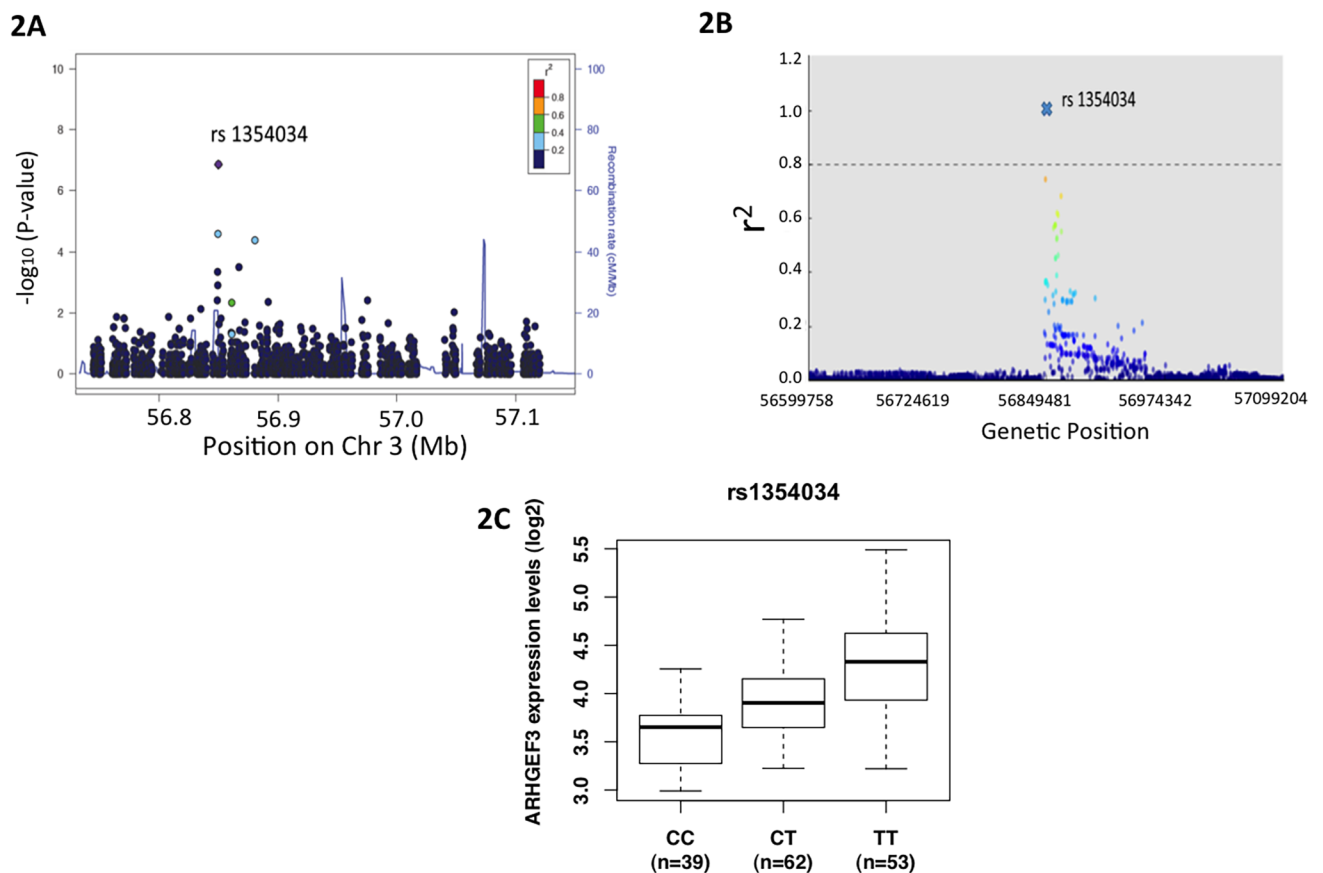 2A
10
8
6
4
2
0
-log10 (P-value)
rs 1354034
r2
0.8
0.6
0.4
0.2
100
80
60
40
20
0
Recombination rate (cM/Mb)
56.8 56.9 57.0 57.1
Position on Chr 3 (Mb)
2B
1.2
1.0
0.8
0.6
0.4
0.2
0.0
r2
rs 1354034
56599758 56724619 56849481 56974342 57099204
Genetic Position
2C
rs1354034
ARHGEF3 expression levels (log2)
5.5
5.0
4.5
4.0
3.5
3.0
CC CT TT
(n=39) (n=62) (n=53)